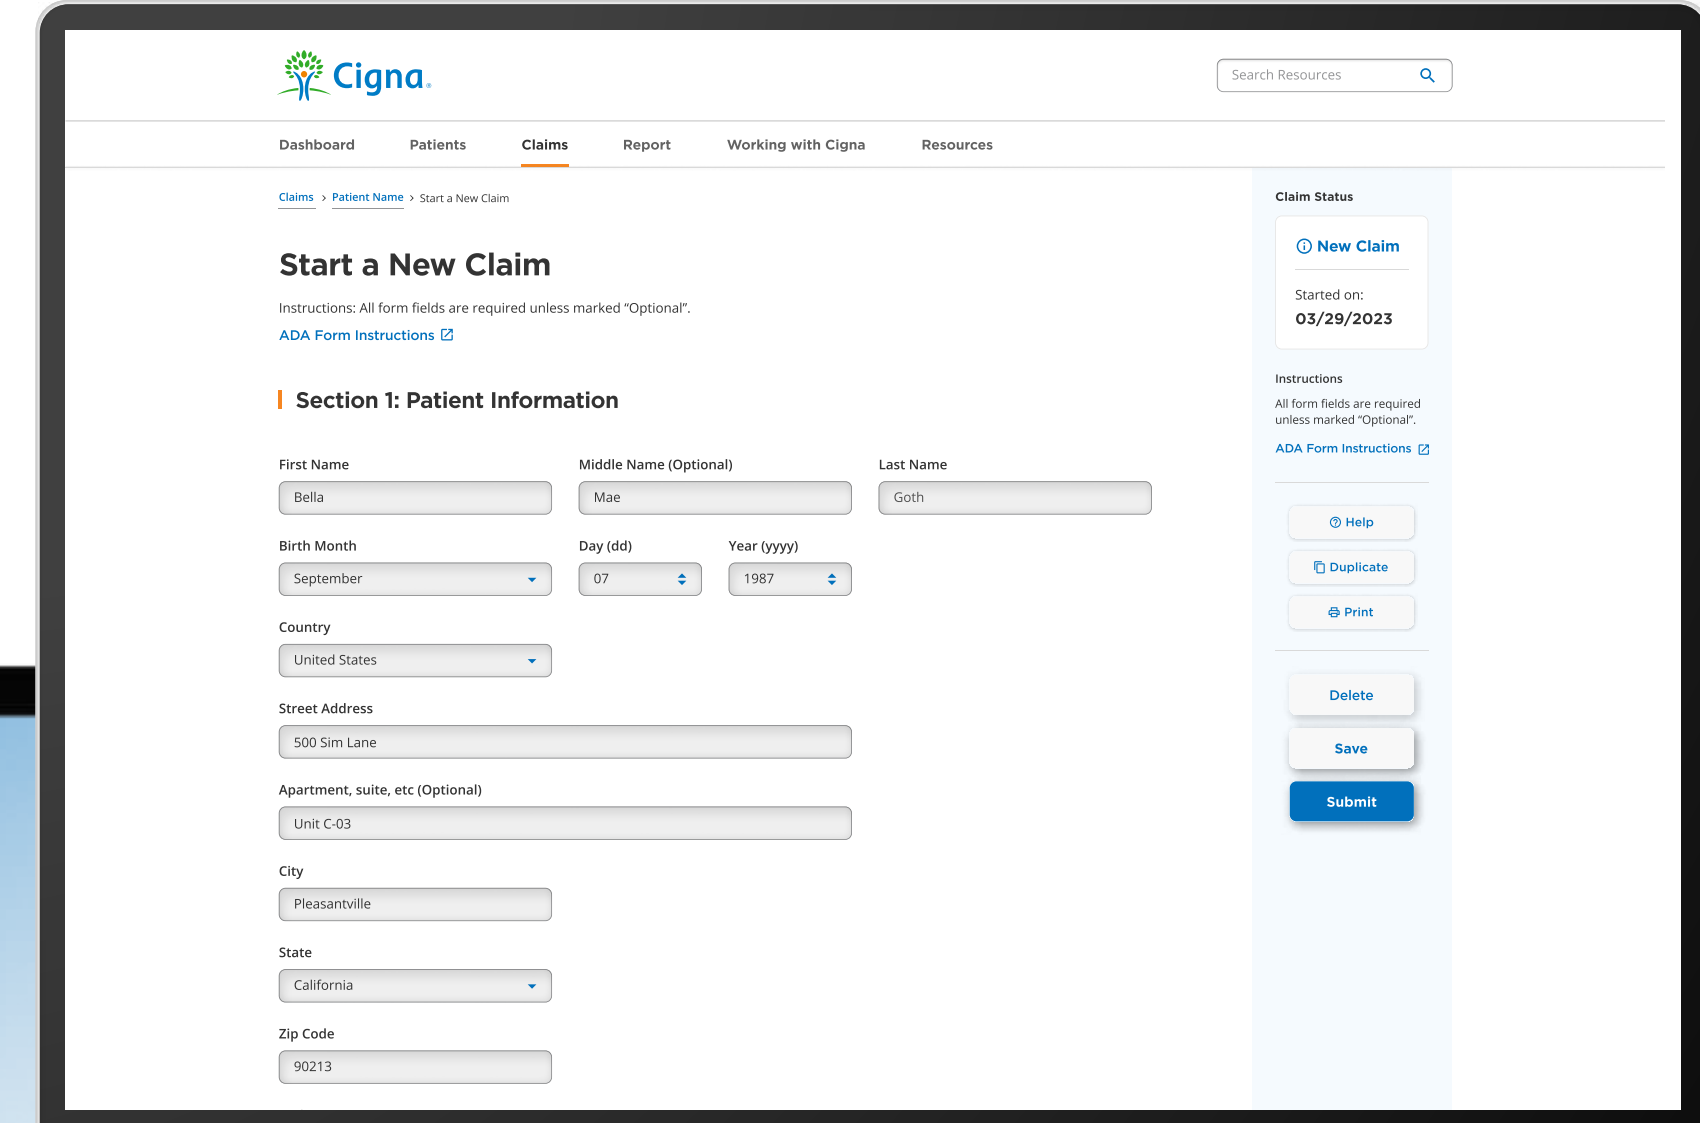 Cigna®
Search Resources
Dashboard Patients Claims Report Working with Cigna Resources
Claims > Patient Name > Start a New Claim
Start a New Claim
Instructions: All form fields are required unless marked “Optional”.
ADA Form Instructions
Section 1: Patient Information
First Name Middle Name (Optional) Last Name
Bella Mae Goth
Birth Month Day (dd) Year (yyyy)
September 07 1987
Country
United States
Street Address
500 Sim Lane
Apartment, suite, etc (Optional)
Unit C-03
City
Pleasantville
State
California
Zip Code
90213
Claim Status
New Claim
Started on:
03/29/2023
Instructions
All form fields are required
unless marked “Optional”.
ADA Form Instructions
Help
Duplicate
Print
Delete
Save
Submit